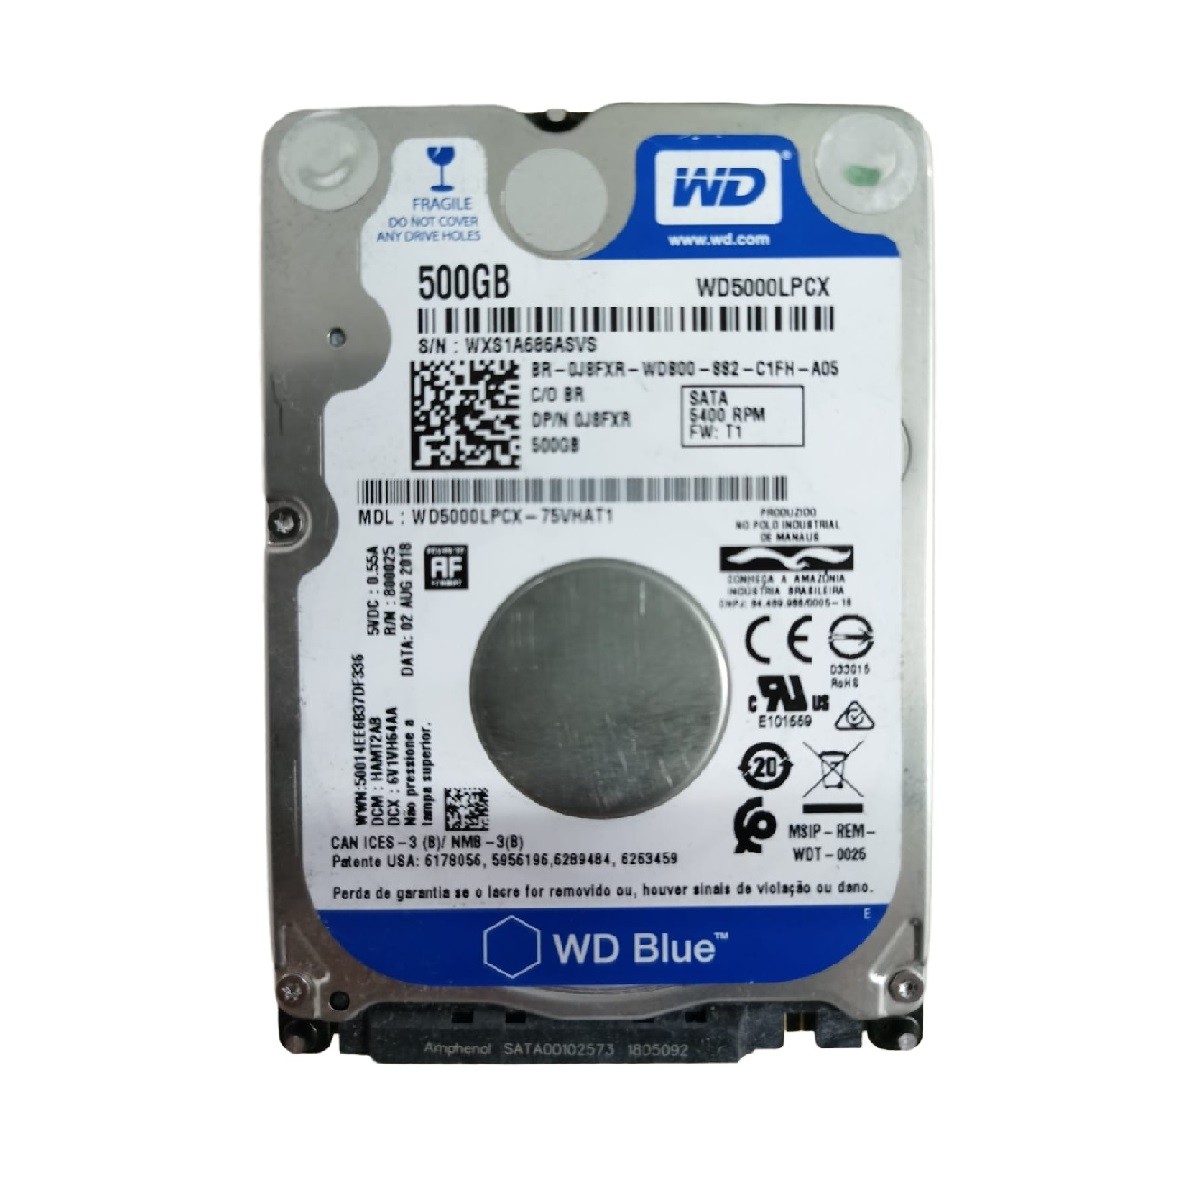 FRAGILE
DO NOT COVER
ANY DRIVE HOLES
WD®
www.wd.com
500GB
WD5000LPCX
S/N : WXS1A686ASVS
BR-0J8FXR-WD800-882-C1FH-A05
C/O BR
DP/N 0J8FXR
500GB
SATA
5400 RPM
FW: T1
MDL : WD5000LPCX-75VHAT1
PRODUZIDO
NO POLO INDUSTRIAL
DE MANAUS
CONHEÇA A AMAZÔNIA
INDÚSTRIA BRASILEIRA
5VDC : 0.55A
R/N : 800025
DATA: 02 AUG 2018
AF
WWN:50014EE6B37DF336
DCM : HAMT2AB
DCX : 6V1VH64AA
Não pressione a
tampa superior.
CE
D33015
RoHS
c RU US
E101559
20
MSIP-REM-
WDT-0026
CAN ICES-3 (B)/ NMB-3(B)
Patente USA: 6178056, 5956196,6289484, 6263459
Perda de garantia se o lacre for removido ou, houver sinais de violação ou dano.
E
WD Blue™
Amphenol SATA00102573 1805092